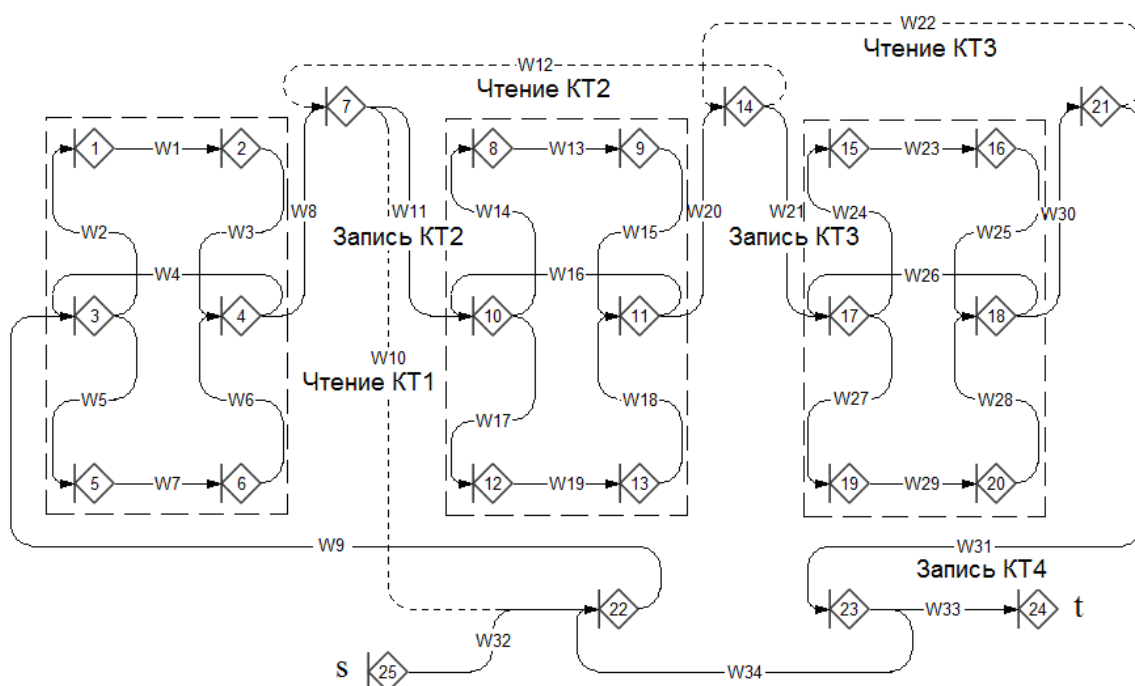 W22
Чтение КТ3
W12
Чтение КТ2
7
14
21
1
W1
2
8
W13
9
15
W23
16
W8
W11
W14
W20
W21
W24
W30
W2
W3
Запись КТ2
W15
Запись КТ3
W25
W4
W16
W26
3
4
10
11
17
18
W10
Чтение КТ1
W5
W6
W17
W18
W27
W28
5
W7
6
12
W19
13
19
W29
20
W9
W31
Запись КТ4
22
23
W33
24
t
W32
s
25
W34